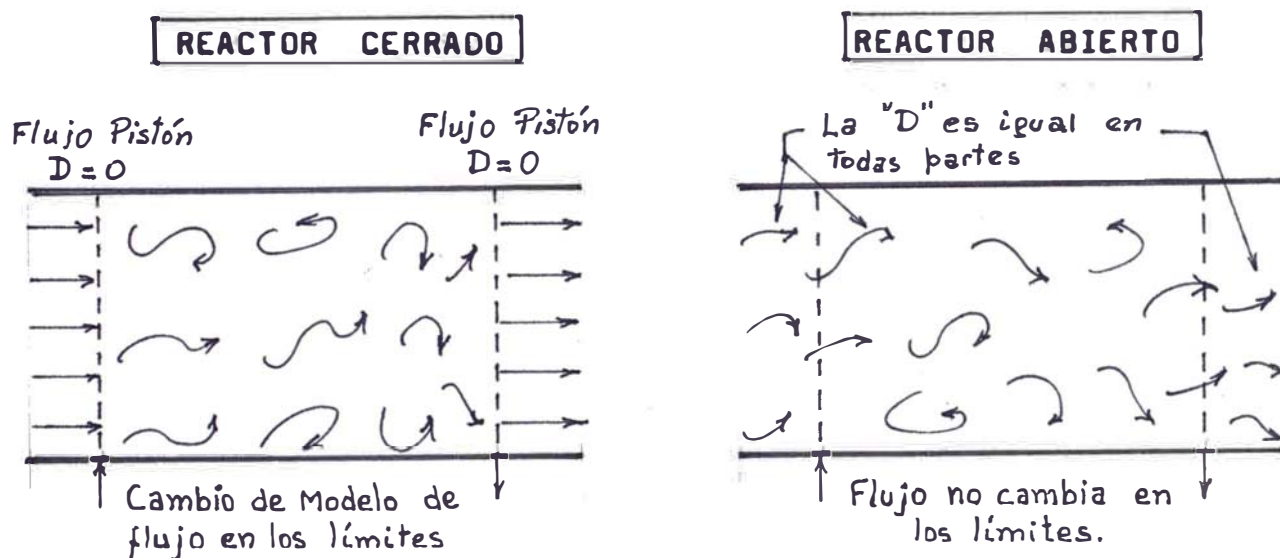 REACTOR CERRADO
Flujo Pistón
D = 0
Flujo Pistón
D = 0
Cambio de Modelo de
flujo en los límites
REACTOR ABIERTO
La "D" es igual en
todas partes
Flujo no cambia en
los límites.